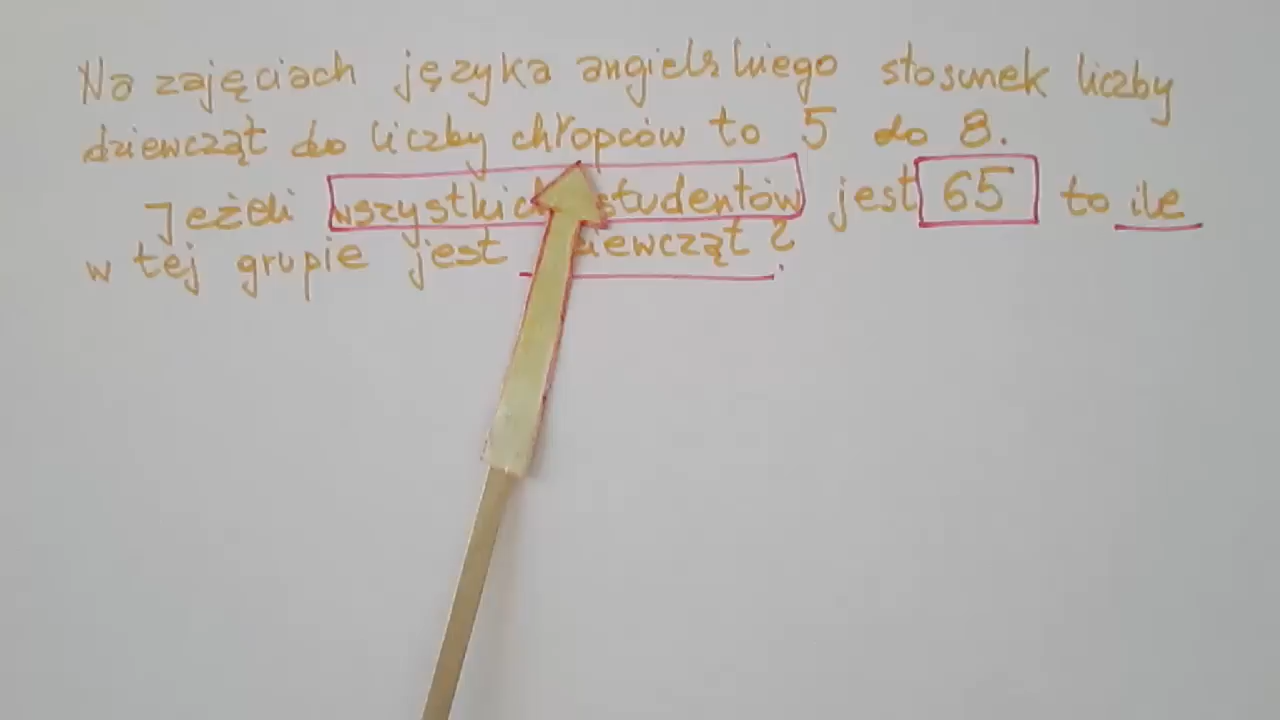 Na zajęciach języka angielskiego stosunek liczby
dziewcząt do liczby chłopców to 5 do 8.
Jeżeli wszystkich studentów jest 65 to ile
w tej grupie jest dziewcząt?